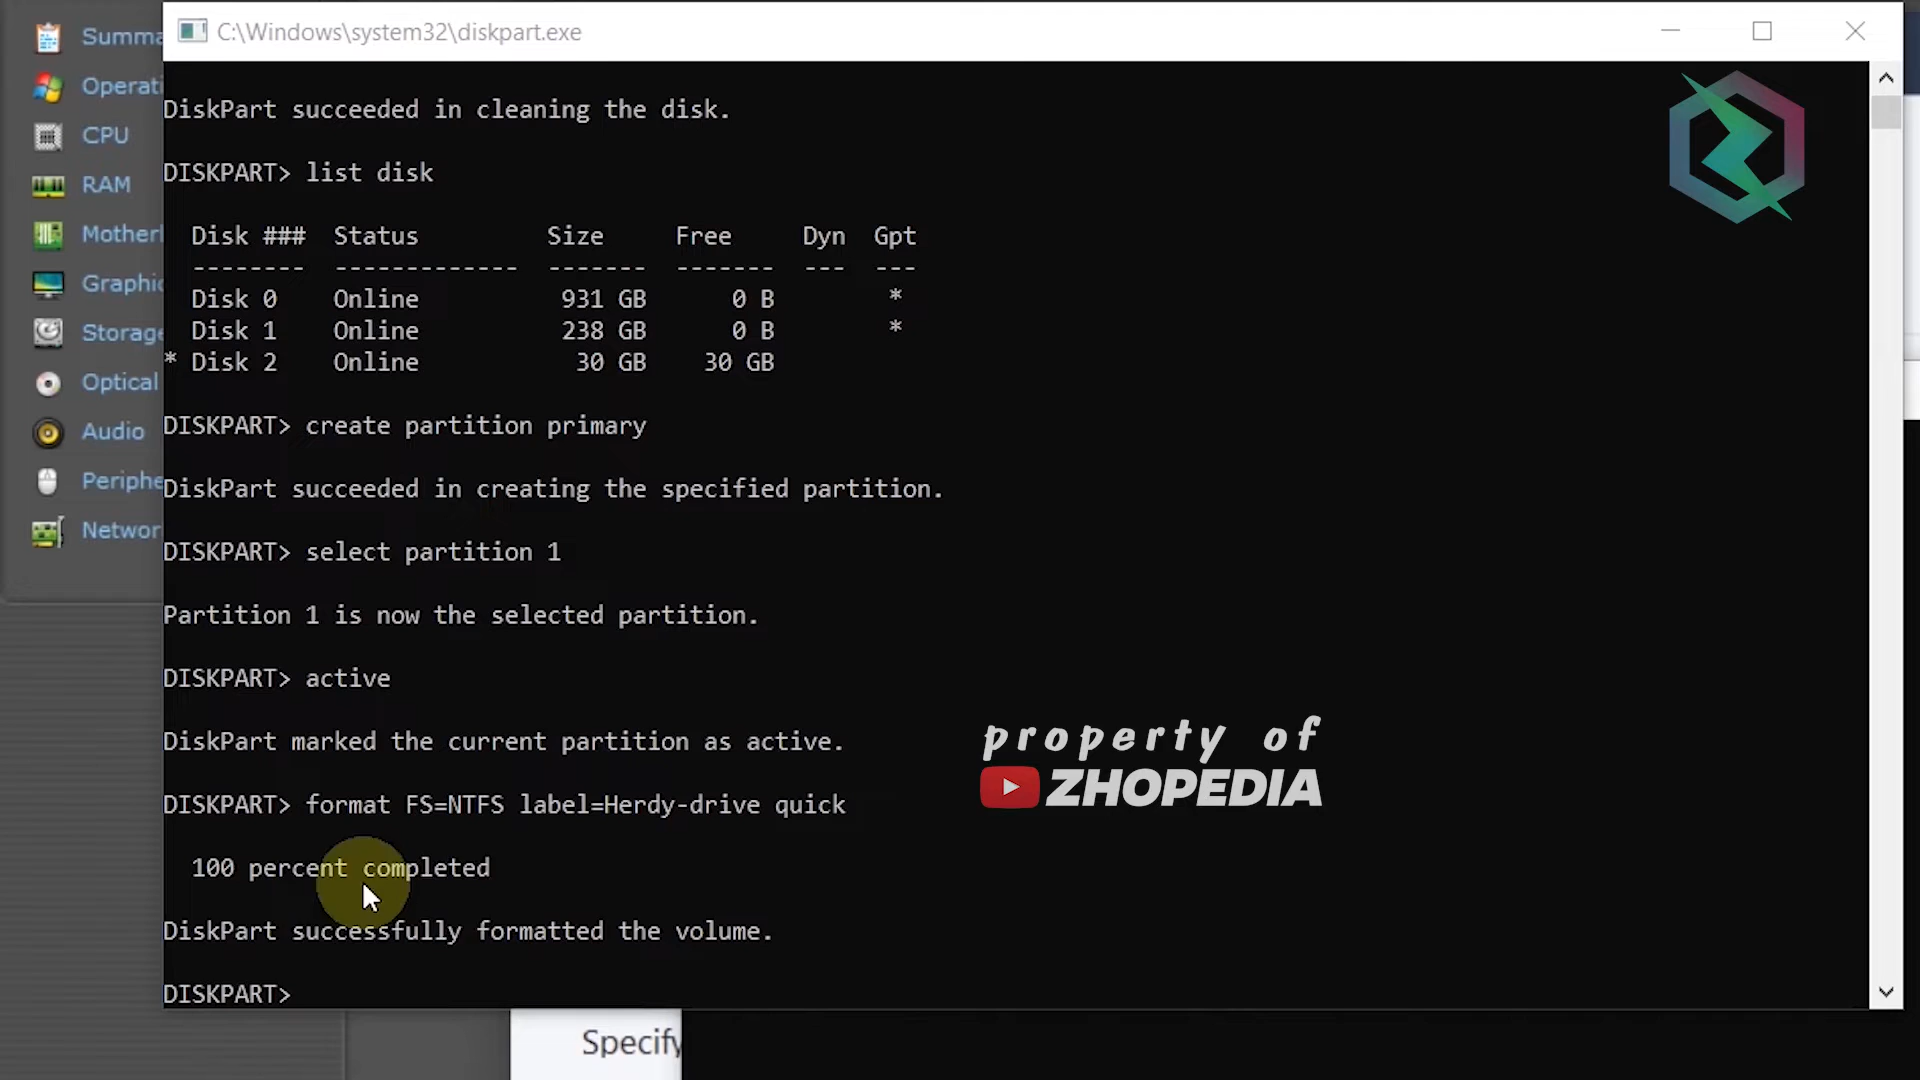 C:\Windows\system32\diskpart.exe
Summa
Operati
CPU
RAM
Motherl
Graphic
Storage
Optical
Audio
Periphe
Networ
DiskPart succeeded in cleaning the disk.
DISKPART> list disk
Disk ### Status Size Free Dyn Gpt
-------- ------------- ------- ------- --- ---
Disk 0 Online 931 GB 0 B *
Disk 1 Online 238 GB 0 B *
* Disk 2 Online 30 GB 30 GB
DISKPART> create partition primary
DiskPart succeeded in creating the specified partition.
DISKPART> select partition 1
Partition 1 is now the selected partition.
DISKPART> active
DiskPart marked the current partition as active.
DISKPART> format FS=NTFS label=Herdy-drive quick
100 percent completed
DiskPart successfully formatted the volume.
DISKPART>
property of
ZHOPEDIA
Specify